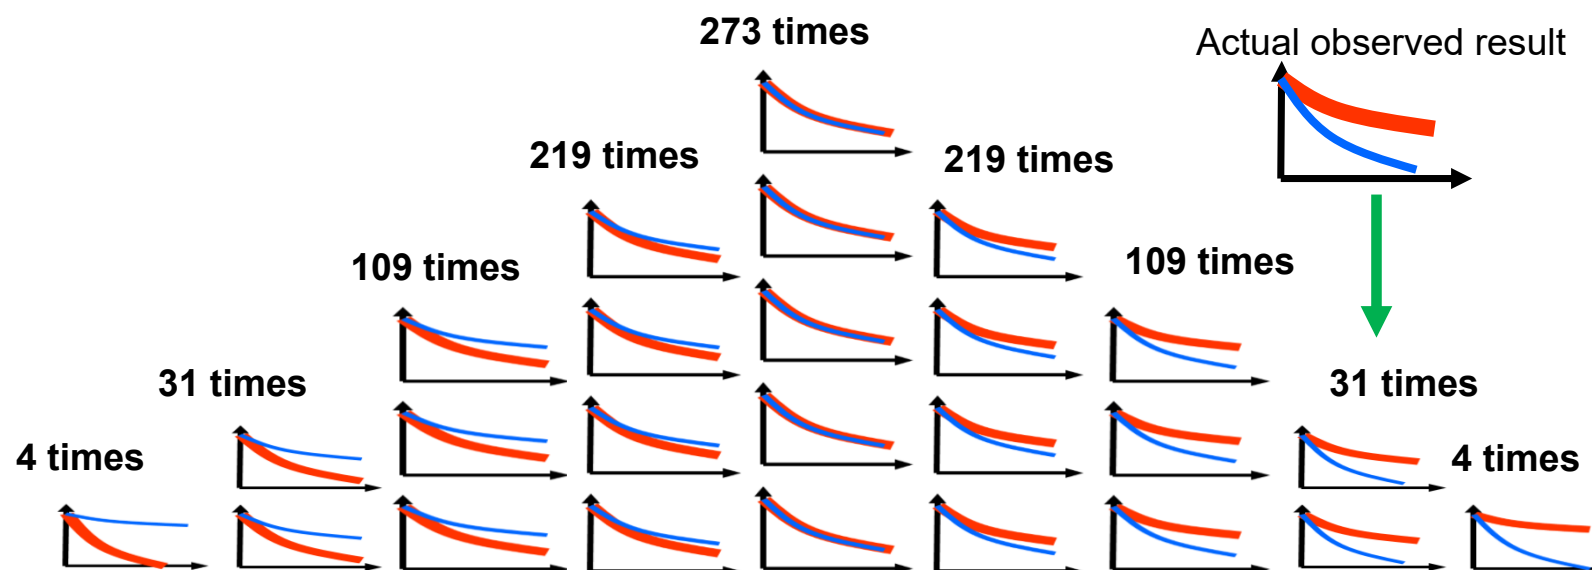 273 times
Actual observed result
219 times
219 times
109 times
109 times
31 times
31 times
4 times
4 times